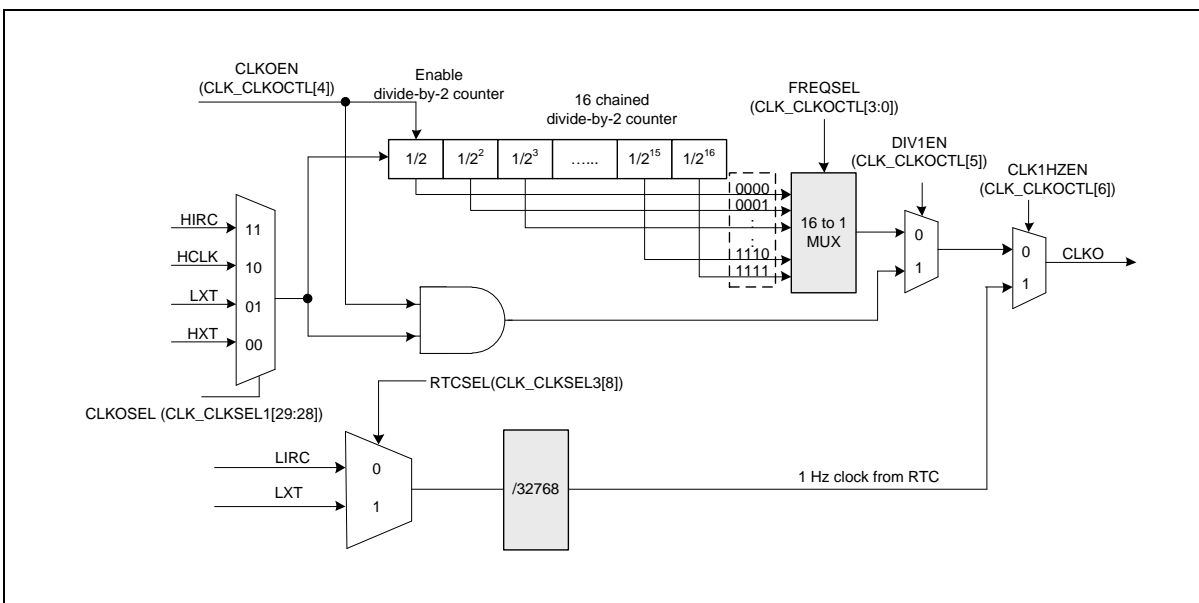 CLKOEN
(CLK_CLKOCTL[4])
Enable
divide-by-2 counter
16 chained
divide-by-2 counter
FREQSEL
(CLK_CLKOCTL[3:0])
DIV1EN
(CLK_CLKOCTL[5])
CLK1HZEN
(CLK_CLKOCTL[6])
1/2
1/2²
1/2³
…...
1/2¹⁵
1/2¹⁶
0000
0001
:
:
1110
1111
16 to 1
MUX
0
1
0
1
CLKO
HIRC
HCLK
LXT
HXT
11
10
01
00
CLKOSEL (CLK_CLKSEL1[29:28])
RTCSEL(CLK_CLKSEL3[8])
LIRC
LXT
0
1
/32768
1 Hz clock from RTC